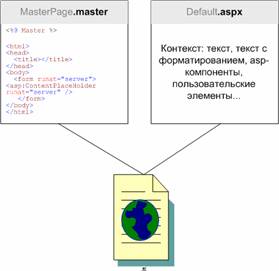 MasterPage.master
<%@ Master %>
<html>
<head>
<title></title>
</head>
<body>
<form runat="server">
<asp:ContentPlaceHolder
runat="server" />
</form>
</body>
</html>
Default.aspx
Контекст: текст, текст с
форматированием, asp-
компоненты,
пользовательские
элементы...